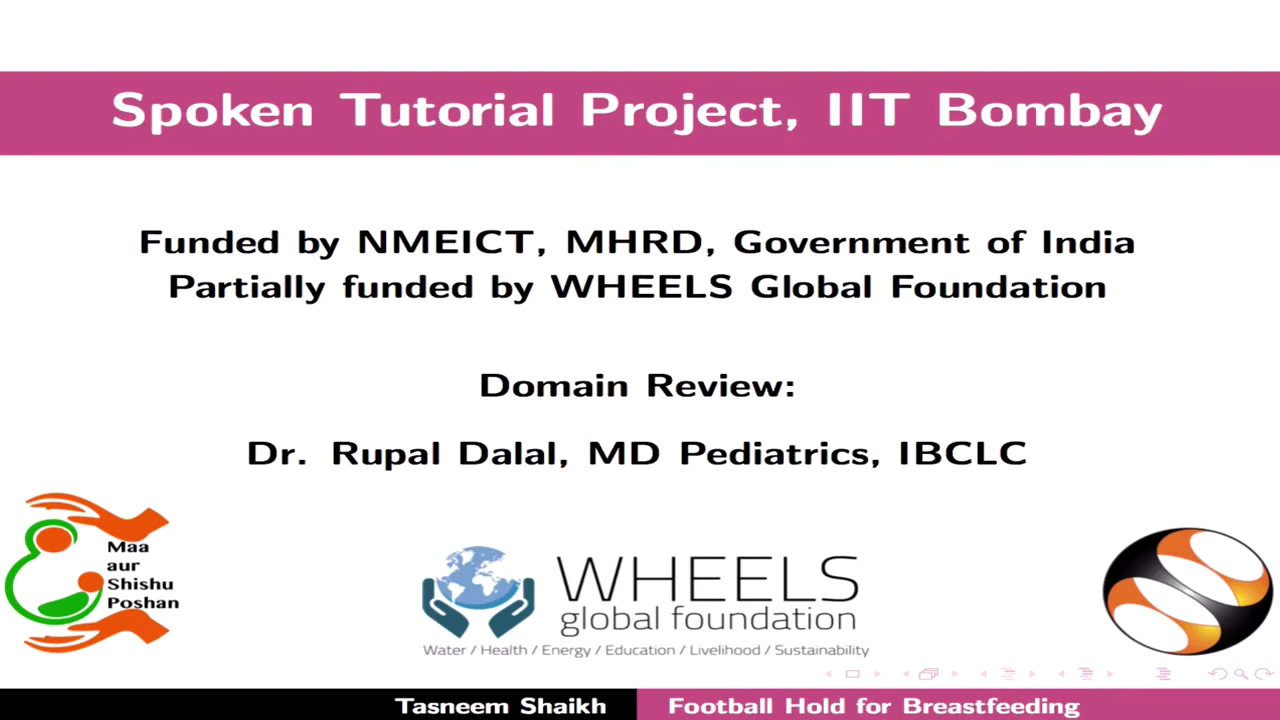 Spoken Tutorial Project, IIT Bombay
Funded by NMEICT, MHRD, Government of India
Partially funded by WHEELS Global Foundation
Domain Review:
Dr. Rupal Dalal, MD Pediatrics, IBCLC
Maa
aur
Shishu
Poshan
WHEELS
global foundation
Water / Health / Energy / Education / Livelihood / Sustainability
Tasneem Shaikh
Football Hold for Breastfeeding